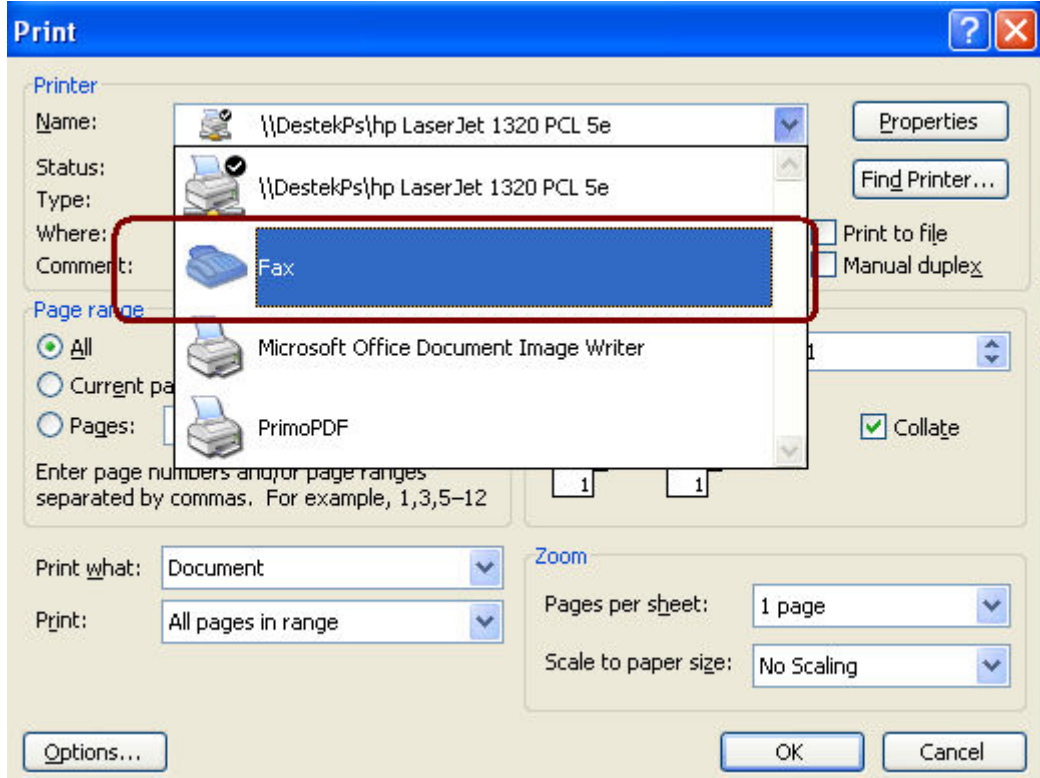 Print
Printer
Name:
\\DestekPs\hp LaserJet 1320 PCL 5e
Properties
Status:
\\DestekPs\hp LaserJet 1320 PCL 5e
Find Printer...
Type:
Where:
Print to file
Comment:
Fax
Manual duplex
Page range
All
Microsoft Office Document Image Writer
1
Current pa
Pages:
PrimoPDF
Collate
Enter page numbers and/or page ranges
separated by commas. For example, 1,3,5–12
1
1
Print what:
Document
Zoom
Print:
All pages in range
Pages per sheet:
1 page
Scale to paper size:
No Scaling
Options...
OK
Cancel